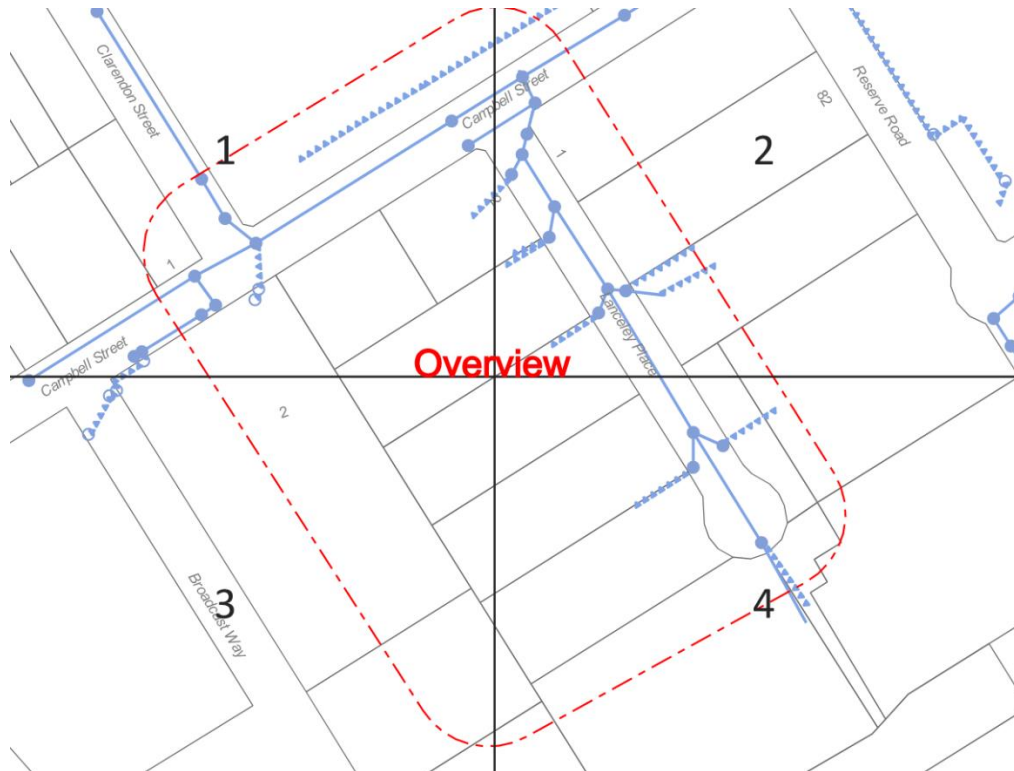 Clarendon Street
Campbell Street
Reserve Road
82
1
1
2
1
Lanceley Place
Campbell Street
Overview
2
3
4
Broadcast Way